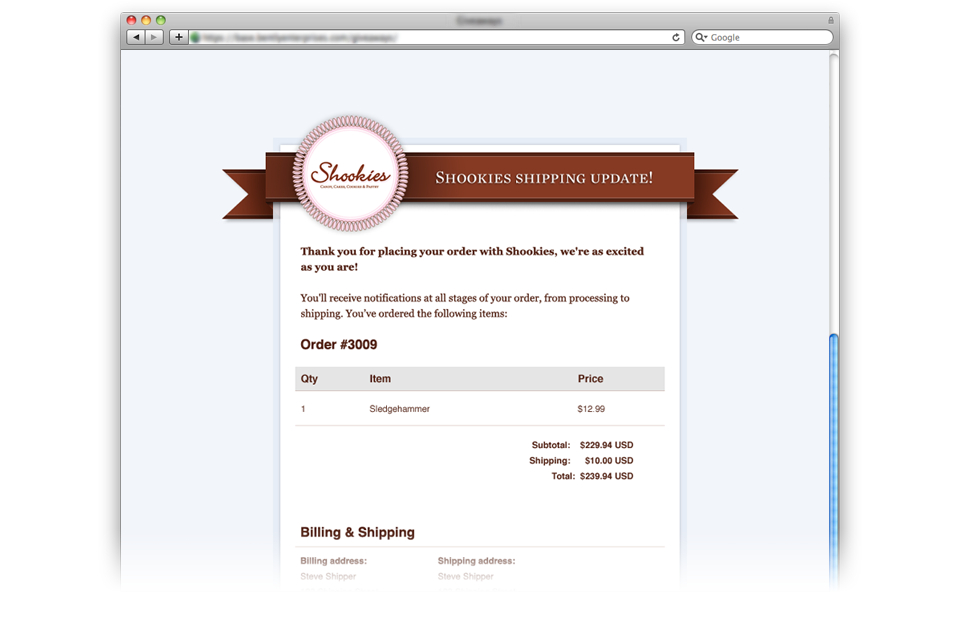 Google
Shookies
Candy, Cakes, Cookies & Pastry
Shookies shipping update!
Thank you for placing your order with Shookies, we're as excited
as you are!
You'll receive notifications at all stages of your order, from processing to
shipping. You've ordered the following items:
Order #3009
Qty Item Price
1 Sledgehammer $12.99
Subtotal: $229.94 USD
Shipping: $10.00 USD
Total: $239.94 USD
Billing & Shipping
Billing address: Shipping address:
Steve Shipper Steve Shipper